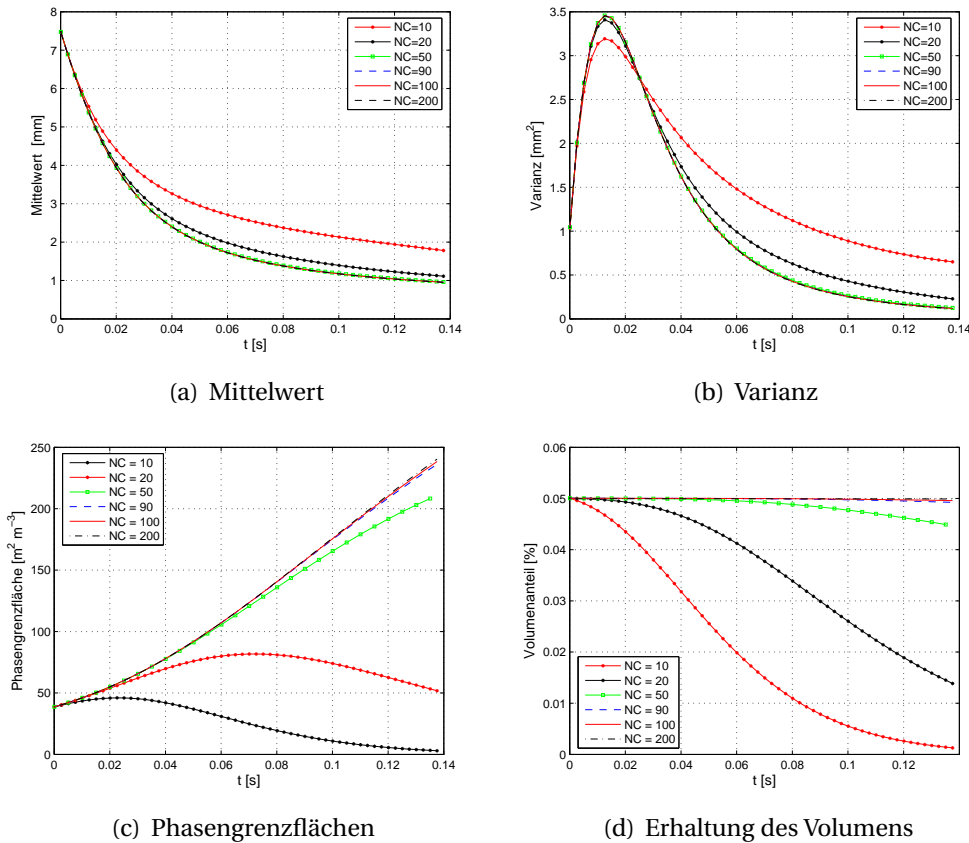 8
7
6
5
4
3
2
1
0
Mittelwert [mm]
0 0.02 0.04 0.06 0.08 0.1 0.12 0.14
t [s]
NC=10
NC=20
NC=50
NC=90
NC=100
NC=200
(a) Mittelwert
3.5
3
2.5
2
1.5
1
0.5
0
Varianz [mm²]
0 0.02 0.04 0.06 0.08 0.1 0.12 0.14
t [s]
NC=10
NC=20
NC=50
NC=90
NC=100
NC=200
(b) Varianz
250
200
150
100
50
0
Phasengrenzfläche [m² m⁻³]
0 0.02 0.04 0.06 0.08 0.1 0.12 0.14
t [s]
NC = 10
NC = 20
NC = 50
NC = 90
NC = 100
NC = 200
(c) Phasengrenzflächen
0.06
0.05
0.04
0.03
0.02
0.01
0
Volumenanteil [%]
0 0.02 0.04 0.06 0.08 0.1 0.12
t [s]
NC = 10
NC = 20
NC = 50
NC = 90
NC = 100
NC = 200
(d) Erhaltung des Volumens